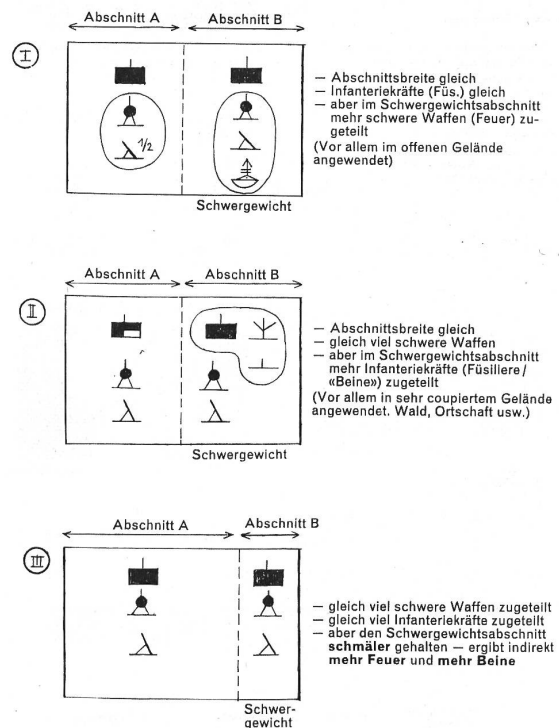 Abschnitt A Abschnitt B
I
1/2
— Abschnittsbreite gleich
— Infanteriekräfte (Füs.) gleich
— aber im Schwergewichtsabschnitt
mehr schwere Waffen (Feuer) zu-
geteilt
(Vor allem im offenen Gelände
angewendet)
Schwergewicht
Abschnitt A Abschnitt B
II
— Abschnittsbreite gleich
— gleich viel schwere Waffen
— aber im Schwergewichtsabschnitt
mehr Infanteriekräfte (Füsiliere /
«Beine») zugeteilt
(Vor allem in sehr coupiertem Gelände
angewendet. Wald, Ortschaft usw.)
Schwergewicht
Abschnitt A Abschnitt B
III
— gleich viel schwere Waffen zugeteilt
— gleich viel Infanteriekräfte zugeteilt
— aber den Schwergewichtsabschnitt
schmäler gehalten — ergibt indirekt
mehr Feuer und mehr Beine
Schwer-
gewicht